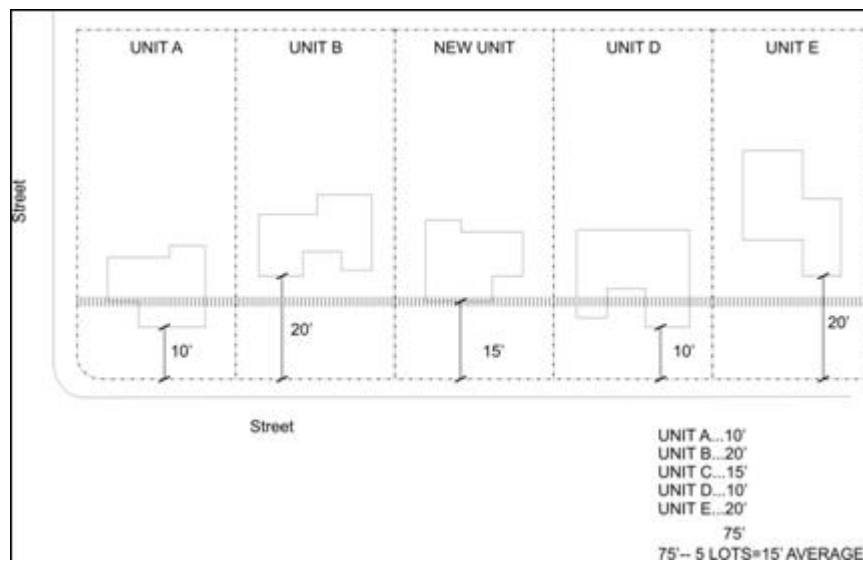 UNIT A
UNIT B
NEW UNIT
UNIT D
UNIT E
Street
10'
20'
15'
10'
20'
Street
UNIT A...10'
UNIT B...20'
UNIT C...15'
UNIT D...10'
UNIT E...20'
75'
75'-- 5 LOTS=15' AVERAGE